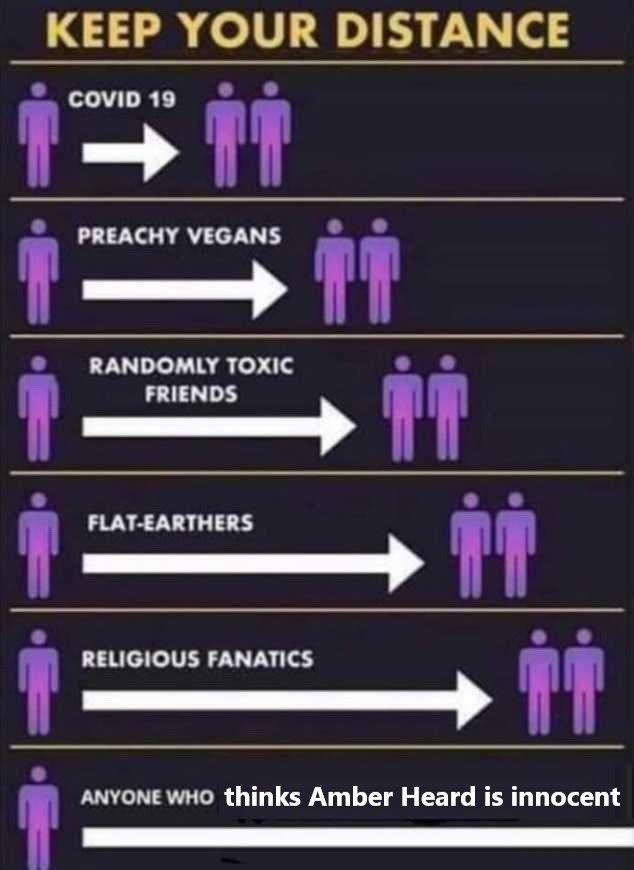 KEEP YOUR DISTANCE
COVID 19
PREACHY VEGANS
RANDOMLY TOXIC
FRIENDS
FLAT-EARTHERS
RELIGIOUS FANATICS
ANYONE WHO thinks Amber Heard is innocent